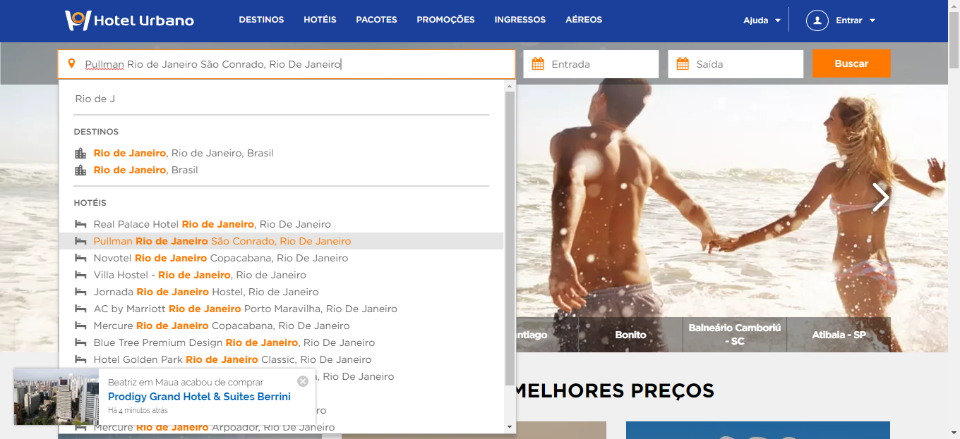 Hotel Urbano
DESTINOS HOTÉIS PACOTES PROMOÇÕES INGRESSOS AÉREOS
Ajuda Entrar
Pullman Rio de Janeiro São Conrado, Rio De Janeiro
Entrada Saída Buscar
Rio de J
DESTINOS
Rio de Janeiro, Rio de Janeiro, Brasil
Rio de Janeiro, Brasil
HOTÉIS
Real Palace Hotel Rio de Janeiro, Rio De Janeiro
Pullman Rio de Janeiro São Conrado, Rio De Janeiro
Novotel Rio de Janeiro Copacabana, Rio De Janeiro
Villa Hostel - Rio de Janeiro, Rio de Janeiro
Jornada Rio de Janeiro Hostel, Rio de Janeiro
AC by Marriott Rio de Janeiro Porto Maravilha, Rio De Janeiro
Mercure Rio de Janeiro Copacabana, Rio De Janeiro
Blue Tree Premium Design Rio de Janeiro, Rio De Janeiro
Hotel Golden Park Rio de Janeiro Classic, Rio De Janeiro
Rio De Janeiro
Mercure Rio de Janeiro Arpoador, Rio De Janeiro
Beatriz em Maua acabou de comprar
Prodigy Grand Hotel & Suites Berrini
Há 4 minutos atrás
ntiago
Bonito
Balneário Camboriú
- SC
Atibaia - SP
MELHORES PREÇOS